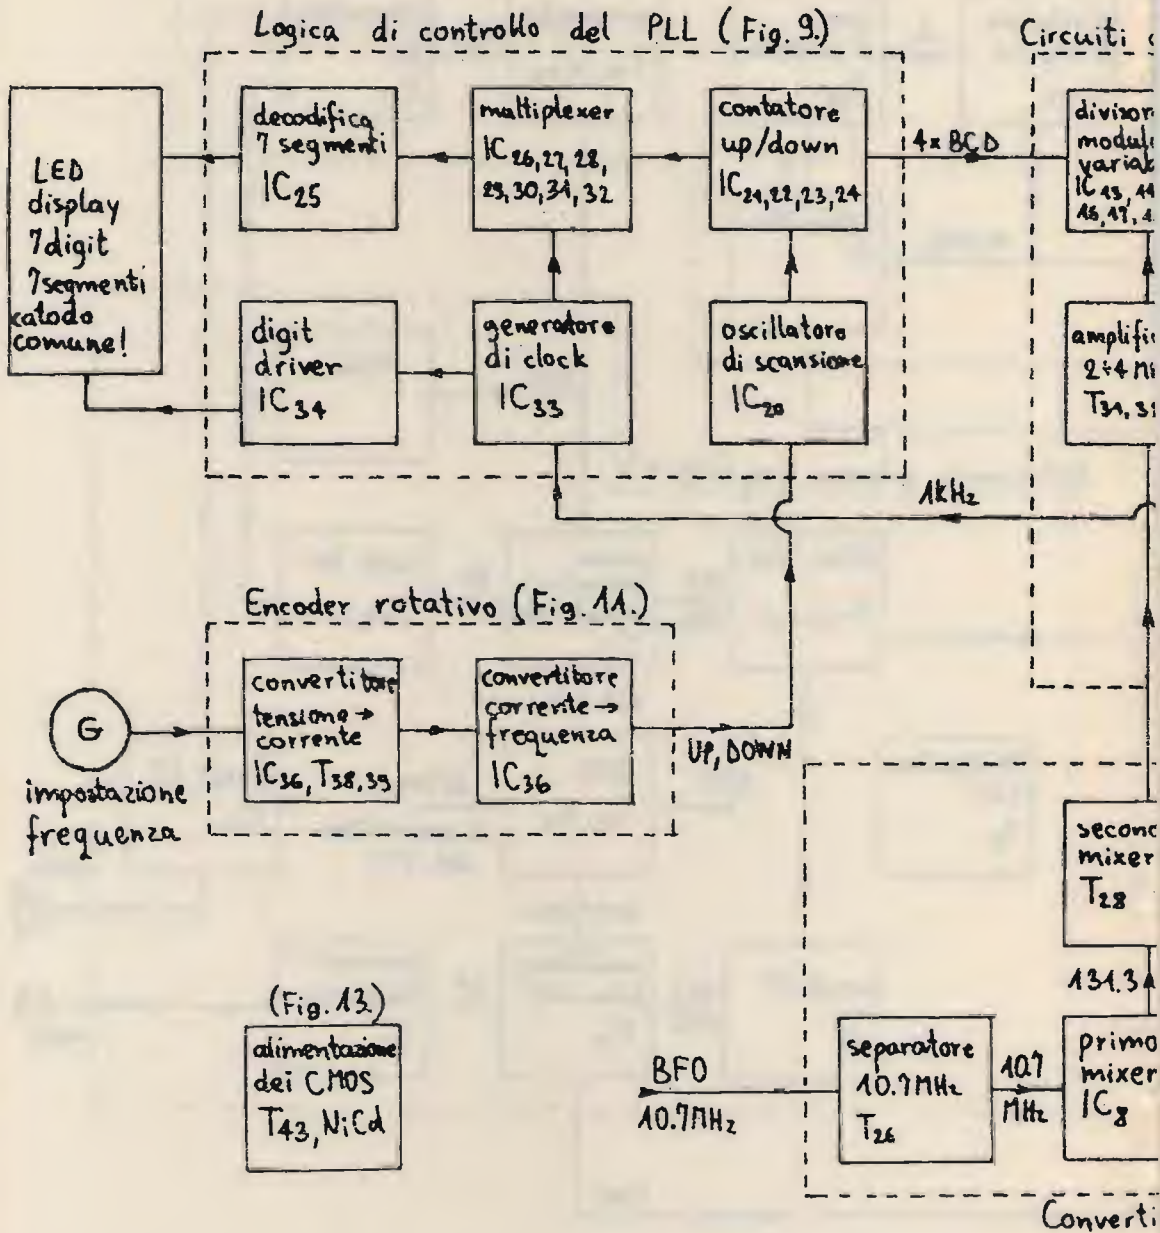 Logica di controllo del PLL (Fig. 9.)
Circuiti
LED
display
7digit
7segmenti
catodo
comune!
decodifica
7 segmenti
IC25
multiplexer
IC26,27,28,
29,30,31,32
contatore
up/down
IC21,22,23,24
4x BCD
digit
driver
IC34
generatore
di clock
IC33
oscillatore
di scansione
IC20
2÷4
1kHz
Encoder rotativo (Fig. 11.)
G
impostazione
frequenza
convertitore
tensione →
corrente
IC36, T38,39
convertitore
corrente →
frequenza
IC36
UP, DOWN
mixer
T28
131.3
(Fig. 13)
alimentazione
dei CMOS
T43, NiCd
BFO
10.7MHz
separatore
10.7MHz
T26
10.7
MHz
primo
mixer
IC8